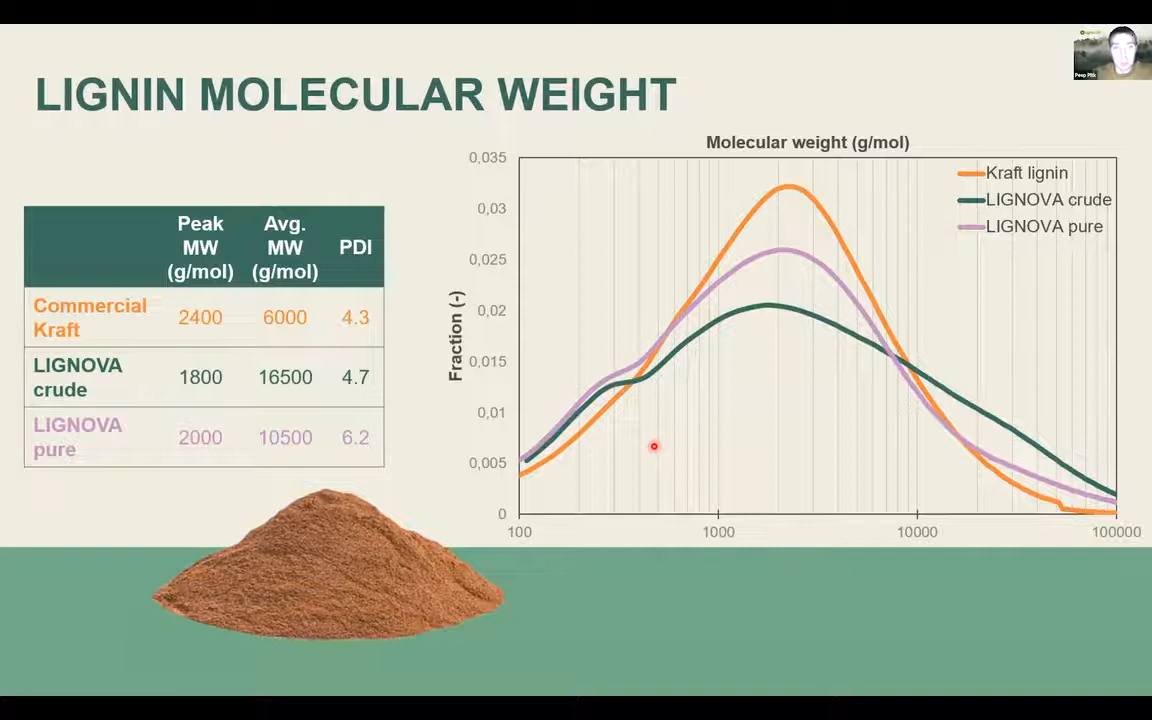 LIGNIN MOLECULAR WEIGHT
Peak MW (g/mol) Avg. MW (g/mol) PDI
Commercial Kraft 2400 6000 4.3
LIGNOVA crude 1800 16500 4.7
LIGNOVA pure 2000 10500 6.2
Molecular weight (g/mol)
Kraft lignin
LIGNOVA crude
LIGNOVA pure
Fraction (-)
0,035
0,03
0,025
0,02
0,015
0,01
0,005
0
100 1000 10000 100000
Peep Pitk